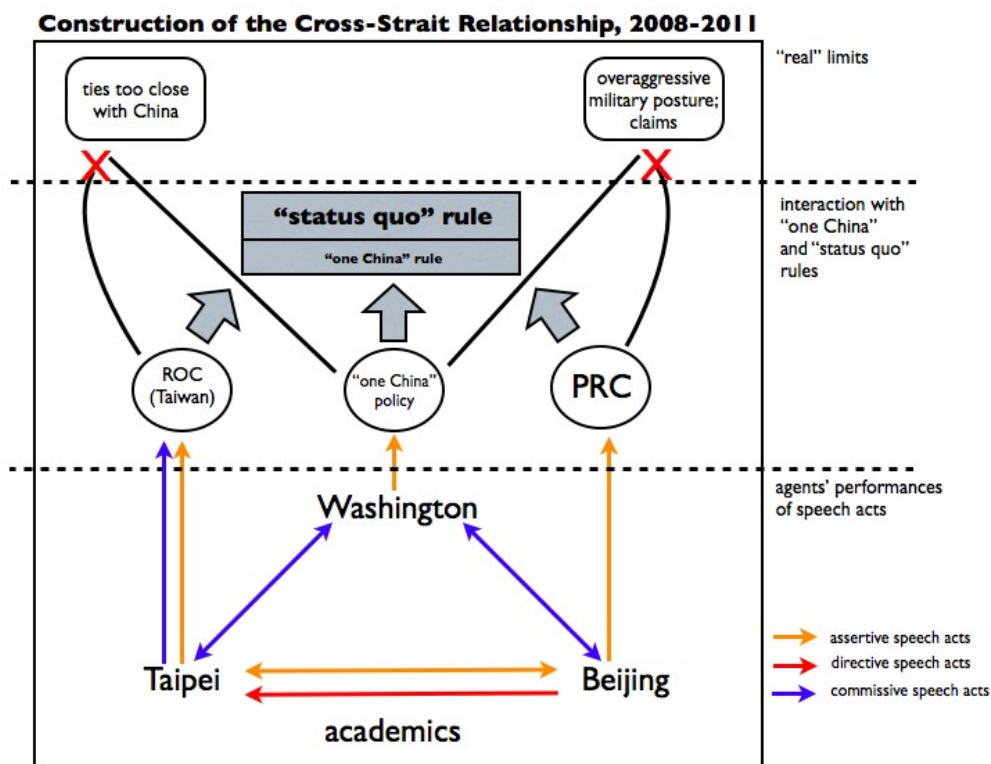 Construction of the Cross-Strait Relationship, 2008-2011
"real" limits
ties too close
with China
overaggressive
military posture;
claims
X
X
interaction with
"one China"
and "status quo"
rules
"status quo" rule
"one China" rule
ROC
(Taiwan)
"one China"
policy
PRC
agents' performances
of speech acts
Washington
Taipei
Beijing
academics
assertive speech acts
directive speech acts
commissive speech acts